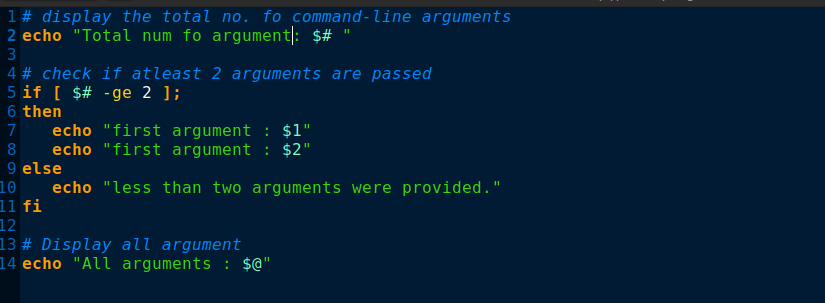 1 # display the total no. fo command-line arguments
2 echo "Total num fo argument: $# "
3
4 # check if atleast 2 arguments are passed
5 if [ $# -ge 2 ];
6 then
7    echo "first argument : $1"
8    echo "first argument : $2"
9 else
10    echo "less than two arguments were provided."
11 fi
12
13 # Display all argument
14 echo "All arguments : $@"